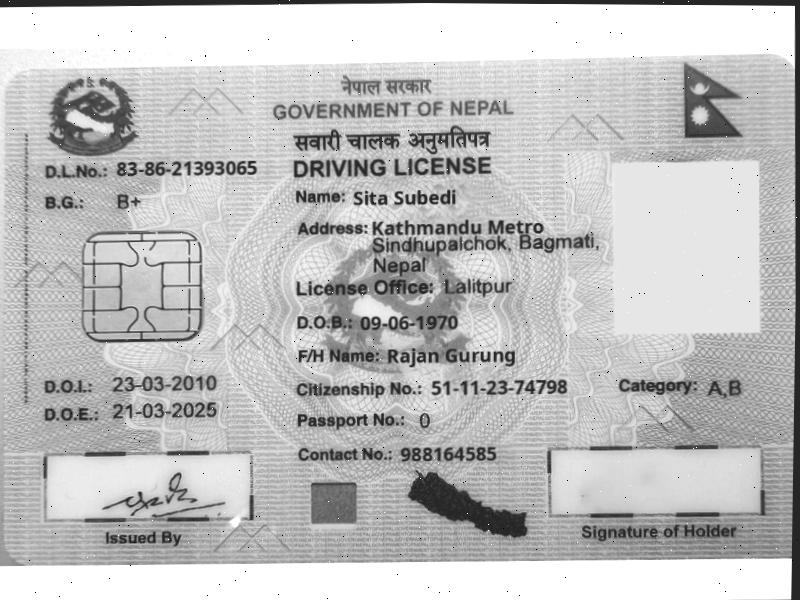 नेपाल सरकार
GOVERNMENT OF NEPAL
सवारी चालक अनुमतिपत्र
DRIVING LICENSE
D.L.No.: 83-86-21393065
B.G.: B+
Name: Sita Subedi
Address: Kathmandu Metro
Sindhupalchok, Bagmati,
Nepal
License Office: Lalitpur
D.O.B.: 09-06-1970
F/H Name: Rajan Gurung
D.O.I.: 23-03-2010
Citizenship No.: 51-11-23-74798
Category: A,B
D.O.E.: 21-03-2025
Passport No.: 0
Contact No.: 988164585
Issued By
Signature of Holder